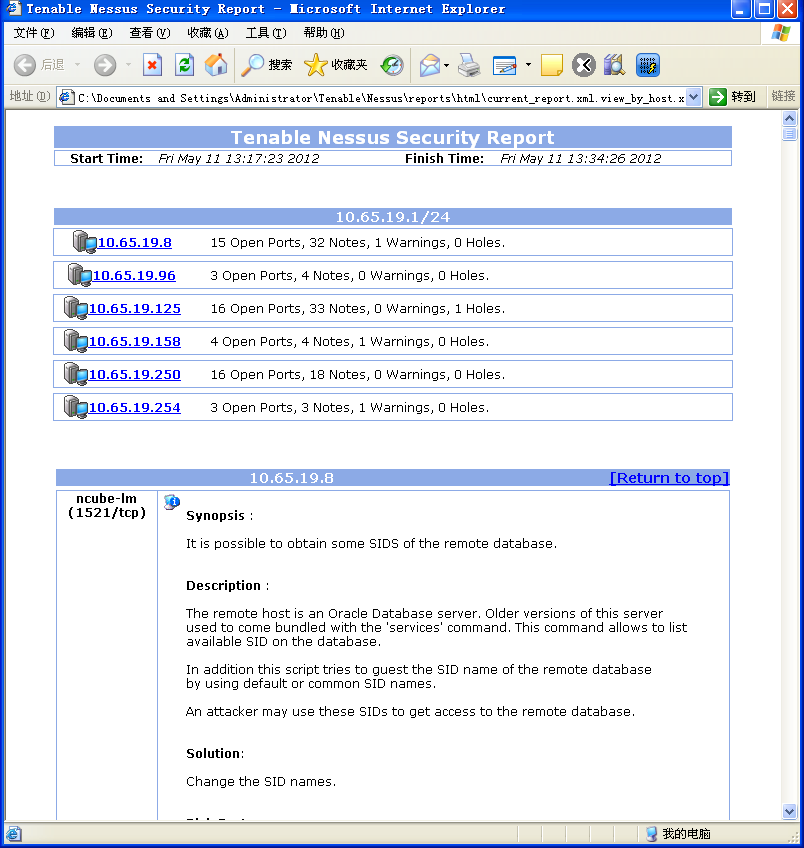 Tenable Nessus Security Report - Microsoft Internet Explorer
文件(F) 编辑(E) 查看(V) 收藏(A) 工具(T) 帮助(H)
后退 搜索 收藏夹
地址(D) C:\Documents and Settings\Administrator\Tenable\Nessus\reports\html\current_report.xml.view_by_host.x 转到 链接
Tenable Nessus Security Report
Start Time: Fri May 11 13:17:23 2012 Finish Time: Fri May 11 13:34:26 2012
10.65.19.1/24
10.65.19.8 15 Open Ports, 32 Notes, 1 Warnings, 0 Holes.
10.65.19.96 3 Open Ports, 4 Notes, 0 Warnings, 0 Holes.
10.65.19.125 16 Open Ports, 33 Notes, 0 Warnings, 1 Holes.
10.65.19.158 4 Open Ports, 4 Notes, 1 Warnings, 0 Holes.
10.65.19.250 16 Open Ports, 18 Notes, 0 Warnings, 0 Holes.
10.65.19.254 3 Open Ports, 3 Notes, 1 Warnings, 0 Holes.
10.65.19.8 [Return to top]
ncube-lm
(1521/tcp)
Synopsis :
It is possible to obtain some SIDS of the remote database.
Description :
The remote host is an Oracle Database server. Older versions of this server
used to come bundled with the 'services' command. This command allows to list
available SID on the database.
In addition this script tries to guest the SID name of the remote database
by using default or common SID names.
An attacker may use these SIDs to get access to the remote database.
Solution:
Change the SID names.
我的电脑